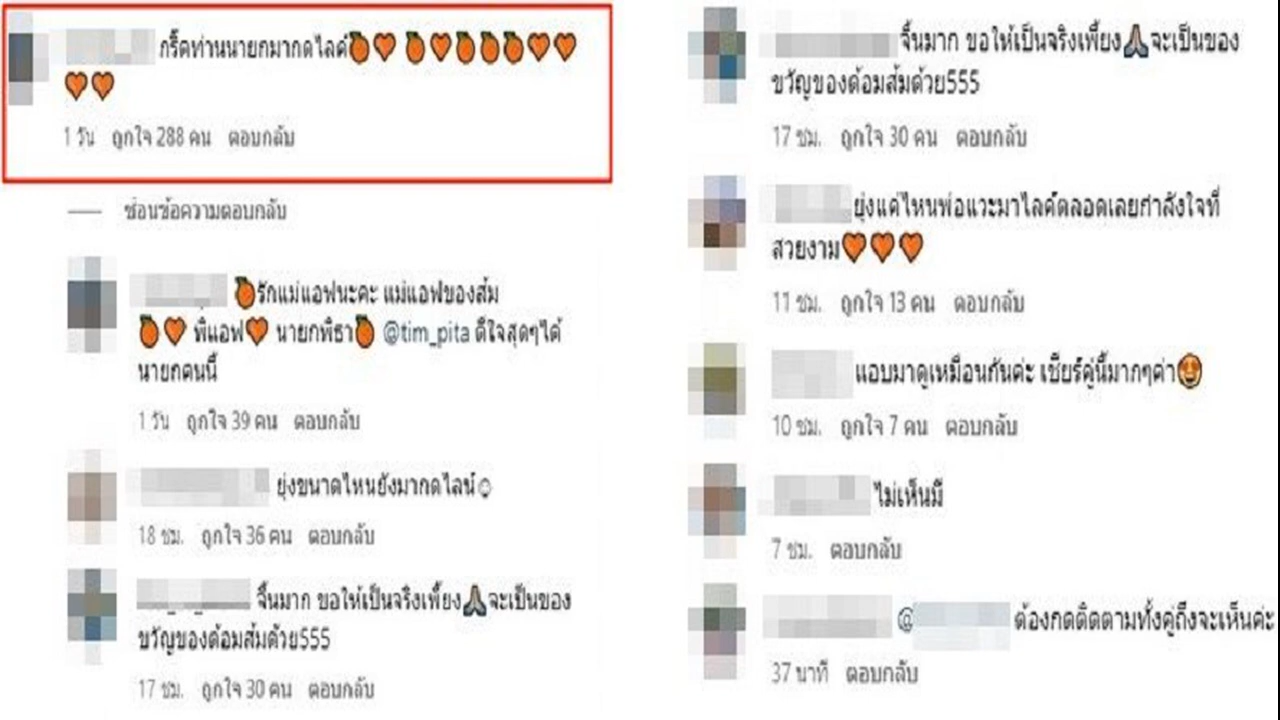 กรี๊ดท่านนายกมากดไลค์🍊🧡 🍊🧡🍊🍊🍊🧡🧡
🧡🧡
1 วัน ถูกใจ 288 คน ตอบกลับ
ซ่อนข้อความตอบกลับ
🍊รักแม่แอฟนะคะ แม่แอฟของส้ม
🍊🧡 พี่แอฟ🧡 นายกพิธา🍊 @tim_pita ดีใจสุดๆได้
นายกคนนี้
1 วัน ถูกใจ 39 คน ตอบกลับ
ยุ่งขนาดไหนยังมากดไลน์☺
18 ชม. ถูกใจ 36 คน ตอบกลับ
จิ้นมาก ขอให้เป็นจริงเพี้ยง🙏จะเป็นของ
ขวัญของด้อมส้มด้วย555
17 ชม. ถูกใจ 30 คน ตอบกลับ
จิ้นมาก ขอให้เป็นจริงเพี้ยง🙏จะเป็นของ
ขวัญของด้อมส้มด้วย555
17 ชม. ถูกใจ 30 คน ตอบกลับ
ยุ่งแค่ไหนพ่อแวะมาไลค์ตลอดเลยกำลังใจที่
สวยงาม🧡🧡🧡
11 ชม. ถูกใจ 13 คน ตอบกลับ
แอบมาดูเหมือนกันค่ะ เชียร์คู่นี้มากๆค่า🤩
10 ชม. ถูกใจ 7 คน ตอบกลับ
ไม่เห็นมี
7 ชม. ตอบกลับ
@ ต้องกดติดตามทั้งคู่ถึงจะเห็นค่ะ
37 นาที ตอบกลับ